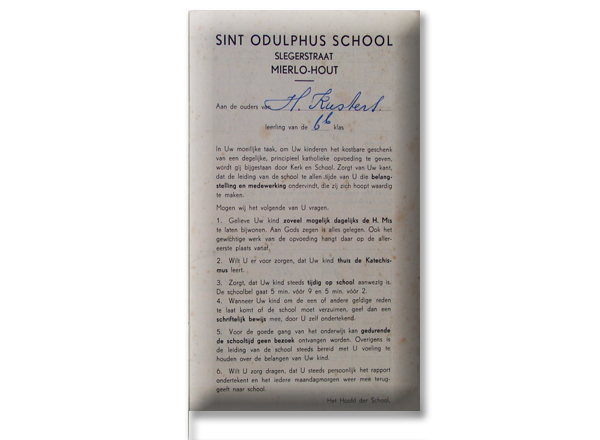 SINT ODULPHUS SCHOOL
SLEGERSTRAAT
MIERLO-HOUT
Aan de ouders van H. Kusters.
leerling van de 6b klas
In Uw moeilijke taak, om Uw kinderen het kostbare geschenk
van een degelijke, principieel katholieke opvoeding te geven,
wordt gij bijgestaan door Kerk en School. Zorgt van Uw kant,
dat de leiding van de school te allen tijde van U die belang-
stelling en medewerking ondervindt, die zij zich hoopt waardig
te maken.
Mogen wij het volgende van U vragen.
1. Gelieve Uw kind zoveel mogelijk dagelijks de H. Mis
te laten bijwonen. Aan Gods zegen is alles gelegen. Ook het
gewichtige werk van de opvoeding hangt daar op de aller-
eerste plaats vanaf.
2. Wilt U er voor zorgen, dat Uw kind thuis de Katechis-
mus leert.
3. Zorgt, dat Uw kind steeds tijdig op school aanwezig is.
De schoolbel gaat 5 min. vóór 9 en 5 min. vóór 2.
4. Wanneer Uw kind om de een of andere geldige reden
te laat komt of de school moet verzuimen, geef dan een
schriftelijk bewijs mee, door U zelf ondertekend.
5. Voor de goede gang van het onderwijs kan gedurende
de schooltijd geen bezoek ontvangen worden. Overigens is
de leiding der school steeds bereid met U voeling te
houden over de belangen van Uw kind.
6. Wilt U zorg dragen, dat U steeds persoonlijk het rapport
ondertekent en het iedere maandagmorgen weer mee terug-
geeft naar school.
Het Hoofd der School.